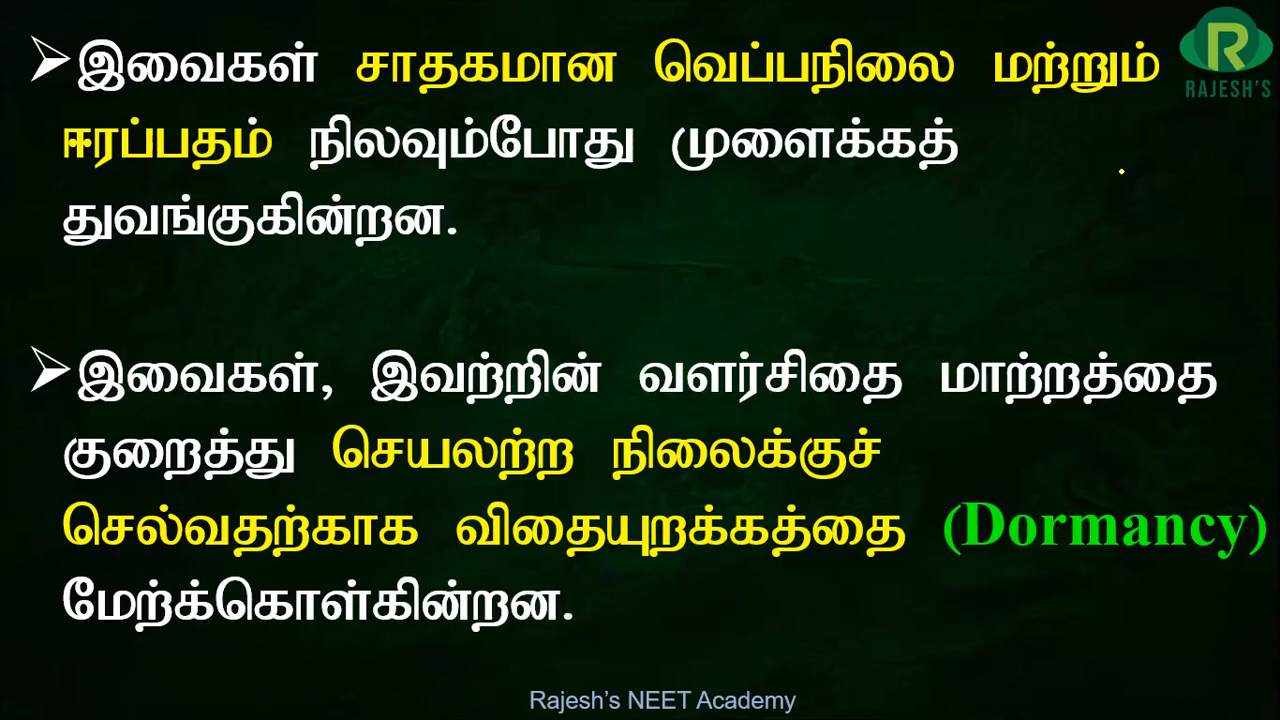 ➢இவைகள் சாதகமான வெப்பநிலை மற்றும்
ஈரப்பதம் நிலவும்போது முளைக்கத்
துவங்குகின்றன.
➢இவைகள், இவற்றின் வளர்சிதை மாற்றத்தை
குறைத்து செயலற்ற நிலைக்குச்
செல்வதற்காக விதையுறக்கத்தை (Dormancy)
மேற்க்கொள்கின்றன.
R
RAJESH'S
Rajesh’s NEET Academy